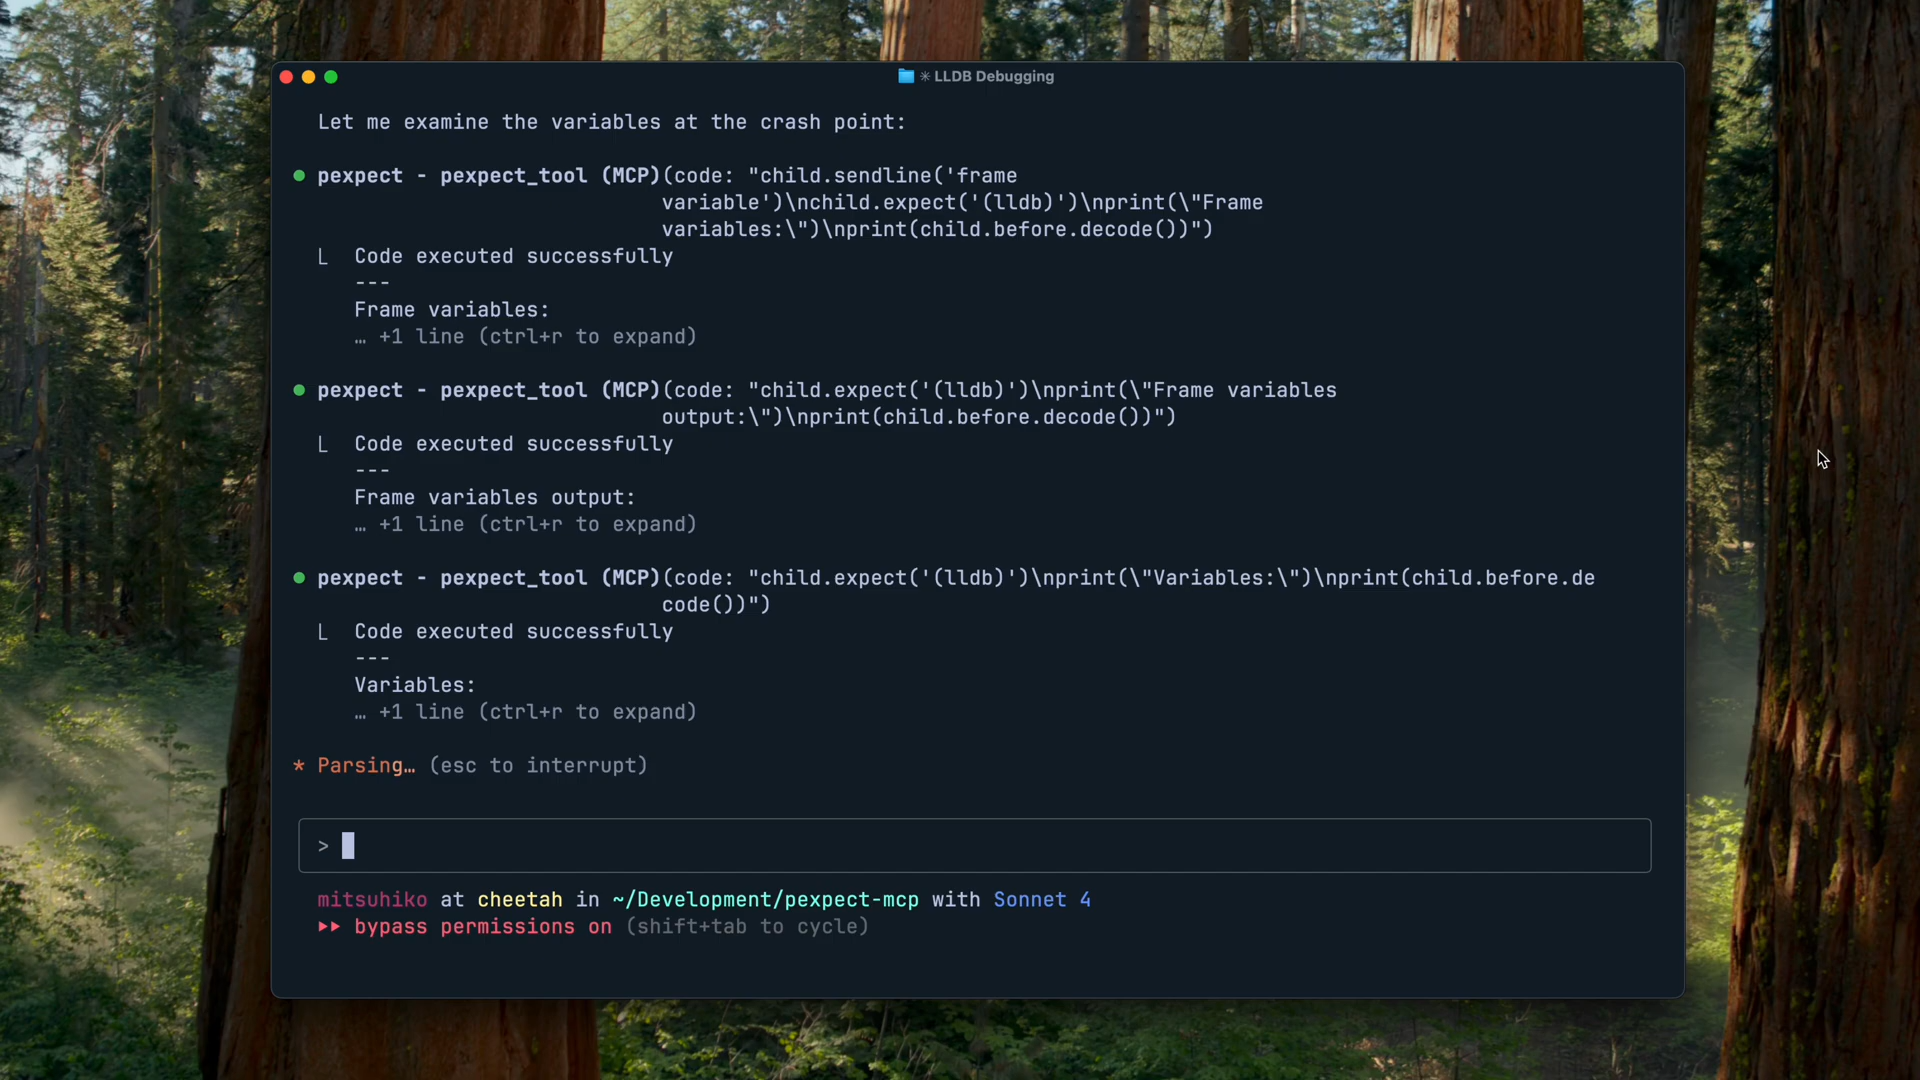 ✳ LLDB Debugging
Let me examine the variables at the crash point:
● pexpect - pexpect_tool (MCP)(code: "child.sendline('frame
variable')\nchild.expect('(lldb)')\nprint(\"Frame
variables:\")\nprint(child.before.decode())")
⎿ Code executed successfully
---
Frame variables:
… +1 line (ctrl+r to expand)
● pexpect - pexpect_tool (MCP)(code: "child.expect('(lldb)')\nprint(\"Frame variables
output:\")\nprint(child.before.decode())")
⎿ Code executed successfully
---
Frame variables output:
… +1 line (ctrl+r to expand)
● pexpect - pexpect_tool (MCP)(code: "child.expect('(lldb)')\nprint(\"Variables:\")\nprint(child.before.de
code())")
⎿ Code executed successfully
---
Variables:
… +1 line (ctrl+r to expand)
* Parsing… (esc to interrupt)
>
mitsuhiko at cheetah in ~/Development/pexpect-mcp with Sonnet 4
⏵⏵ bypass permissions on (shift+tab to cycle)